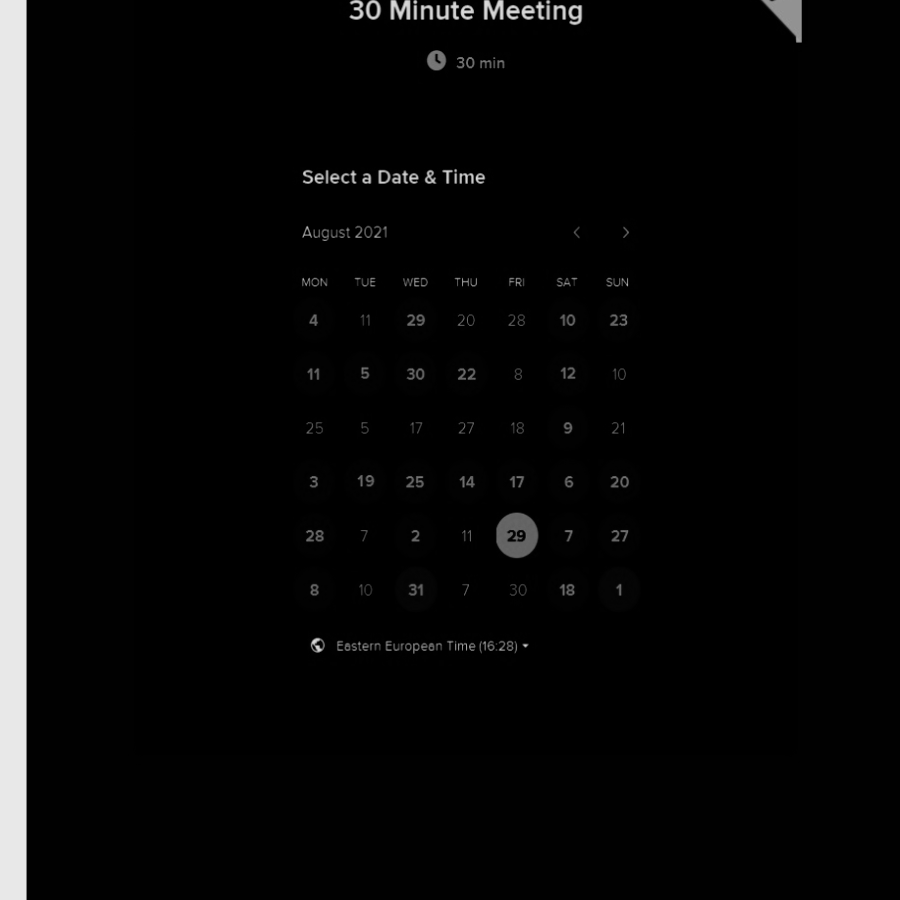 30 Minute Meeting
30 min
Select a Date & Time
August 2021
MON TUE WED THU FRI SAT SUN
4 11 29 20 28 10 23
11 5 30 22 8 12 10
25 5 17 27 18 9 21
3 19 25 14 17 6 20
28 7 2 11 29 7 27
8 10 31 7 30 18 1
Eastern European Time (16:28)